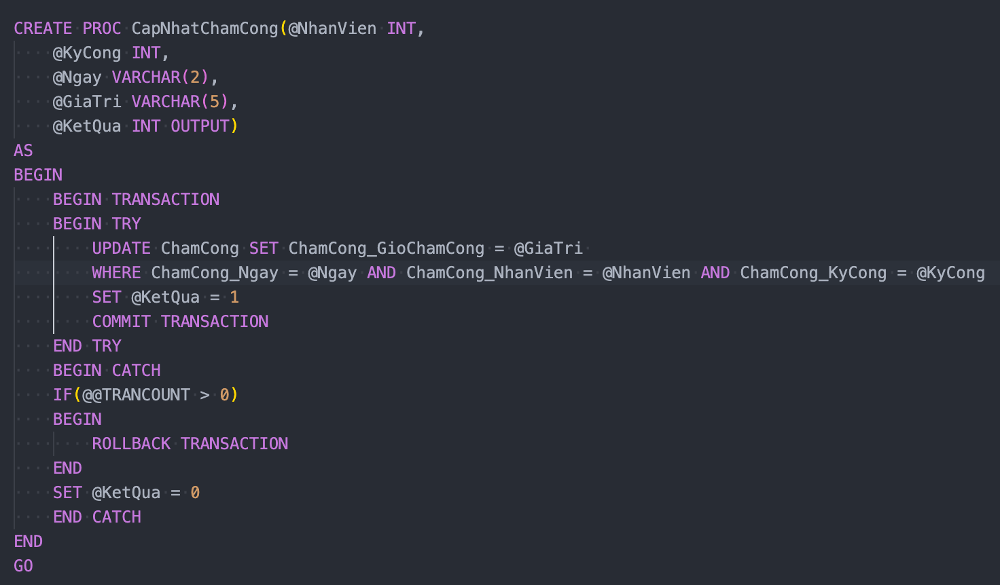 CREATE PROC CapNhatChamCong(@NhanVien INT,
@KyCong INT,
@Ngay VARCHAR(2),
@GiaTri VARCHAR(5),
@KetQua INT OUTPUT)
AS
BEGIN
BEGIN TRANSACTION
BEGIN TRY
UPDATE ChamCong SET ChamCong_GioChamCong = @GiaTri
WHERE ChamCong_Ngay = @Ngay AND ChamCong_NhanVien = @NhanVien AND ChamCong_KyCong = @KyCong
SET @KetQua = 1
COMMIT TRANSACTION
END TRY
BEGIN CATCH
IF(@@TRANCOUNT > 0)
BEGIN
ROLLBACK TRANSACTION
END
SET @KetQua = 0
END CATCH
END
GO